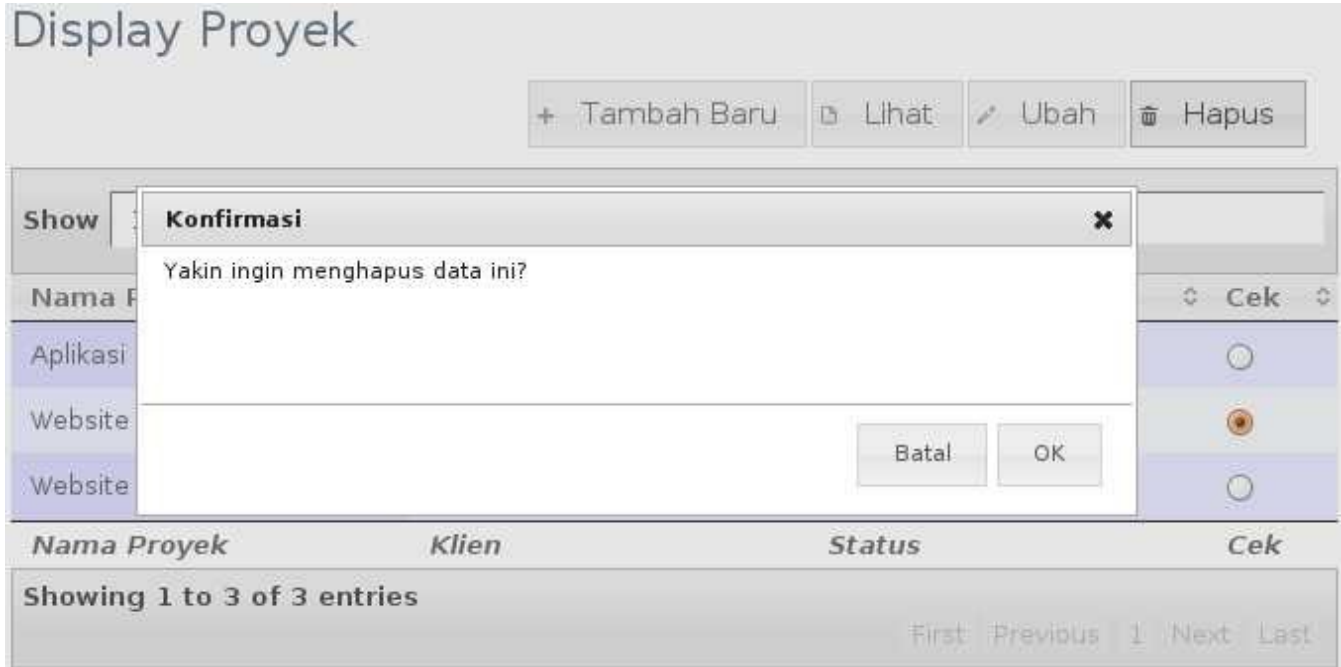 Display Proyek
Tambah Baru Lihat Ubah Hapus
Show
Konfirmasi
Yakin ingin menghapus data ini?
Nama Cek
Aplikasi
Website
Batal OK
Website
Nama Proyek Klien Status Cek
Showing 1 to 3 of 3 entries
First Previous 1 Next Last